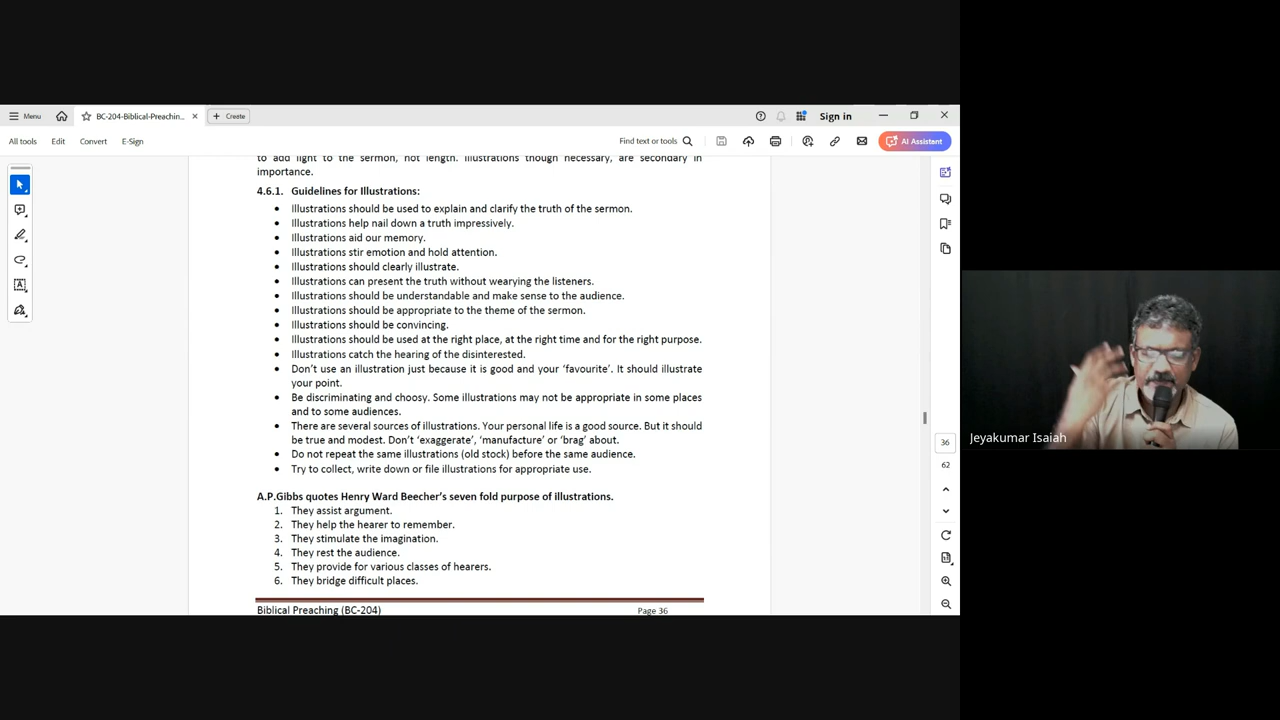 Menu
BC-204-Biblical-Preachin...
Create
Sign in
All tools
Edit
Convert
E-Sign
Find text or tools
AI Assistant
to add light to the sermon, not length. Illustrations though necessary, are secondary in
importance.
4.6.1. Guidelines for Illustrations:
• Illustrations should be used to explain and clarify the truth of the sermon.
• Illustrations help nail down a truth impressively.
• Illustrations aid our memory.
• Illustrations stir emotion and hold attention.
• Illustrations should clearly illustrate.
• Illustrations can present the truth without wearying the listeners.
• Illustrations should be understandable and make sense to the audience.
• Illustrations should be appropriate to the theme of the sermon.
• Illustrations should be convincing.
• Illustrations should be used at the right place, at the right time and for the right purpose.
• Illustrations catch the hearing of the disinterested.
• Don't use an illustration just because it is good and your 'favourite'. It should illustrate
your point.
• Be discriminating and choosy. Some illustrations may not be appropriate in some places
and to some audiences.
• There are several sources of illustrations. Your personal life is a good source. But it should
be true and modest. Don't 'exaggerate', 'manufacture' or 'brag' about.
• Do not repeat the same illustrations (old stock) before the same audience.
• Try to collect, write down or file illustrations for appropriate use.
A.P.Gibbs quotes Henry Ward Beecher's seven fold purpose of illustrations.
1. They assist argument.
2. They help the hearer to remember.
3. They stimulate the imagination.
4. They rest the audience.
5. They provide for various classes of hearers.
6. They bridge difficult places.
Biblical Preaching (BC-204)
Page 36
36
62
Jeyakumar Isaiah